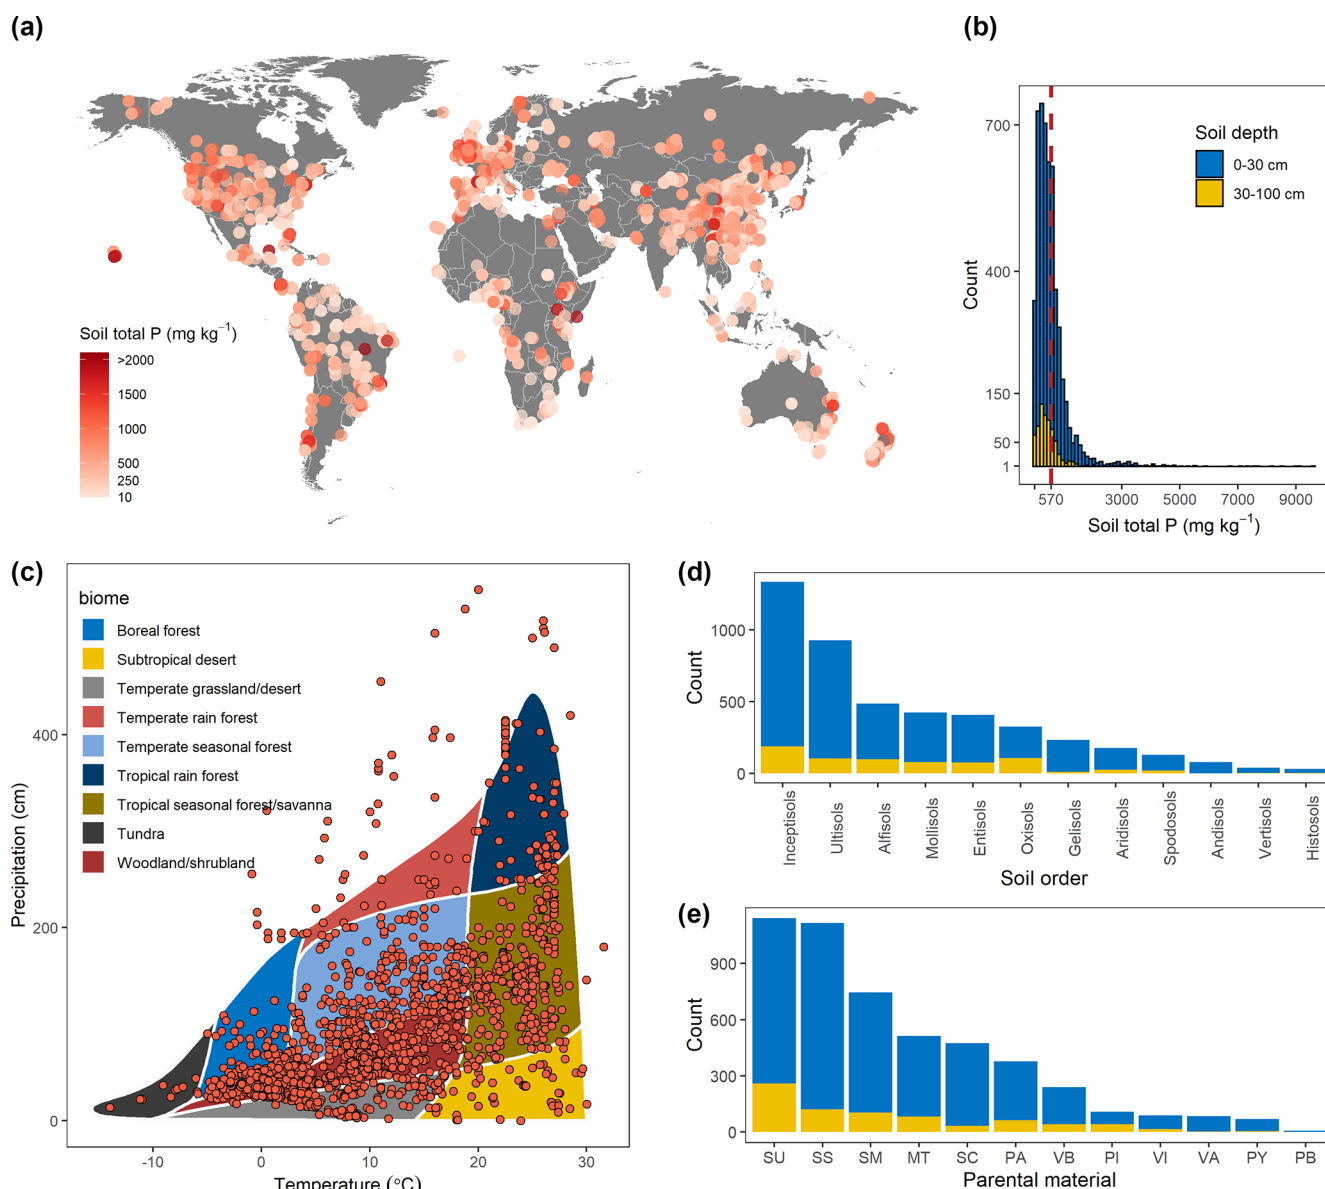 (a)
Soil total P (mg kg⁻¹)
>2000
1500
1000
500
250
10
(b)
Count
700
400
150
50
1
Soil depth
0-30 cm
30-100 cm
570
3000
5000
7000
9000
Soil total P (mg kg⁻¹)
(c)
biome
Boreal forest
Subtropical desert
Temperate grassland/desert
Temperate rain forest
Temperate seasonal forest
Tropical rain forest
Tropical seasonal forest/savanna
Tundra
Woodland/shrubland
Precipitation (cm)
400
200
0
-10
0
10
20
30
Temperature (°C)
(d)
Count
1000
500
0
Inceptisols
Ultisols
Alfisols
Mollisols
Entisols
Oxisols
Gelisols
Aridisols
Spodosols
Andisols
Vertisols
Histosols
Soil order
(e)
Count
900
600
300
0
SU
SS
SM
MT
SC
PA
VB
PI
VI
VA
PY
PB
Parental material